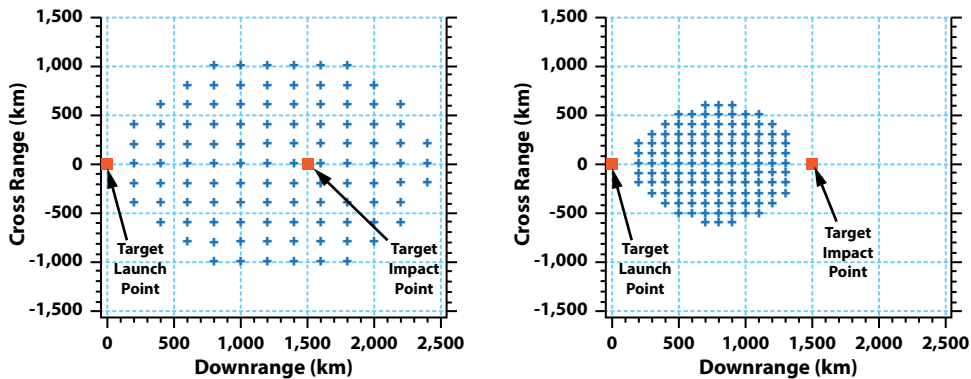 1,500
1,000
500
0
-500
-1,000
-1,500
Cross Range (km)
Target
Launch
Point
Target
Impact
Point
0 500 1,000 1,500 2,000 2,500
Downrange (km)
1,500
1,000
500
0
-500
-1,000
-1,500
Cross Range (km)
Target
Launch
Point
Target
Impact
Point
0 500 1,000 1,500 2,000 2,500
Downrange (km)